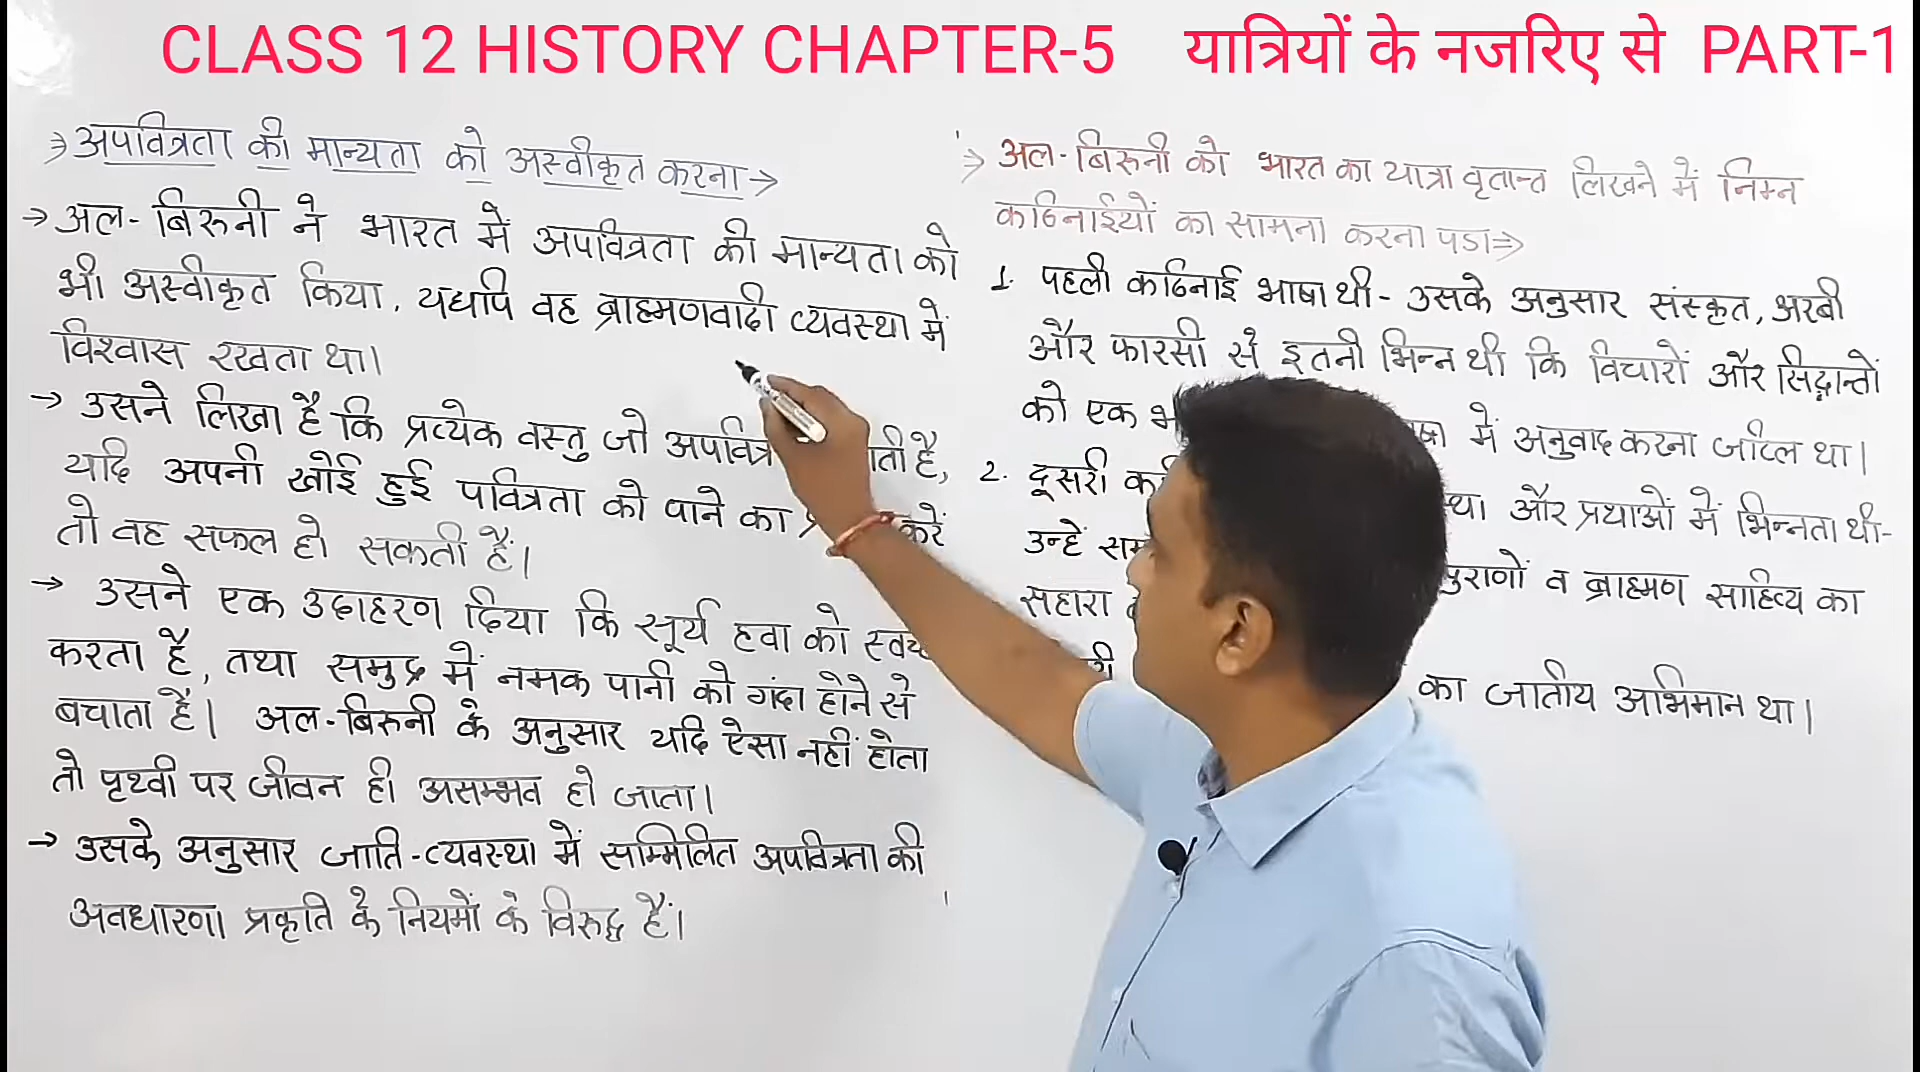 CLASS 12 HISTORY CHAPTER-5 यात्रियों के नजरिए से PART-1
अपवित्रता की मान्यता को अस्वीकृत करना →
→ अल-बिरूनी ने भारत में अपवित्रता की मान्यता को
भी अस्वीकृत किया, यद्यपि वह ब्राह्मणवादी व्यवस्था में
विश्वास रखता था।
→ उसने लिखा है कि प्रत्येक वस्तु जो अपवित्र है,
यदि अपनी खोई हुई पवित्रता को पाने का करें
तो वह सफल हो सकती है।
→ उसने एक उदाहरण दिया कि सूर्य हवा को
करता है, तथा समुद्र में नमक पानी को गंदा होने से
बचाता है। अल-बिरूनी के अनुसार यदि ऐसा नहीं होता
तो पृथ्वी पर जीवन ही असम्भव हो जाता।
→ उसके अनुसार जाति-व्यवस्था में सम्मिलित अपवित्रता की
अवधारणा प्रकृति के नियमों के विरुद्ध है।
⇒ अल-बिरूनी को भारत का यात्रा वृतान्त लिखने में निम्न
कठिनाईयों का सामना करना पडा ⇒
1. पहली कठिनाई भाषा थी - उसके अनुसार संस्कृत, अरबी
और फारसी से इतनी भिन्न थी कि विचारों और सिद्धान्तों
को एक में अनुवाद करना जटिल था।
2. दूसरी और प्रथाओं में भिन्नता थी-
उन्हें पुराणों व ब्राह्मण साहित्य का
सहारा
का जातीय अभिमान था।